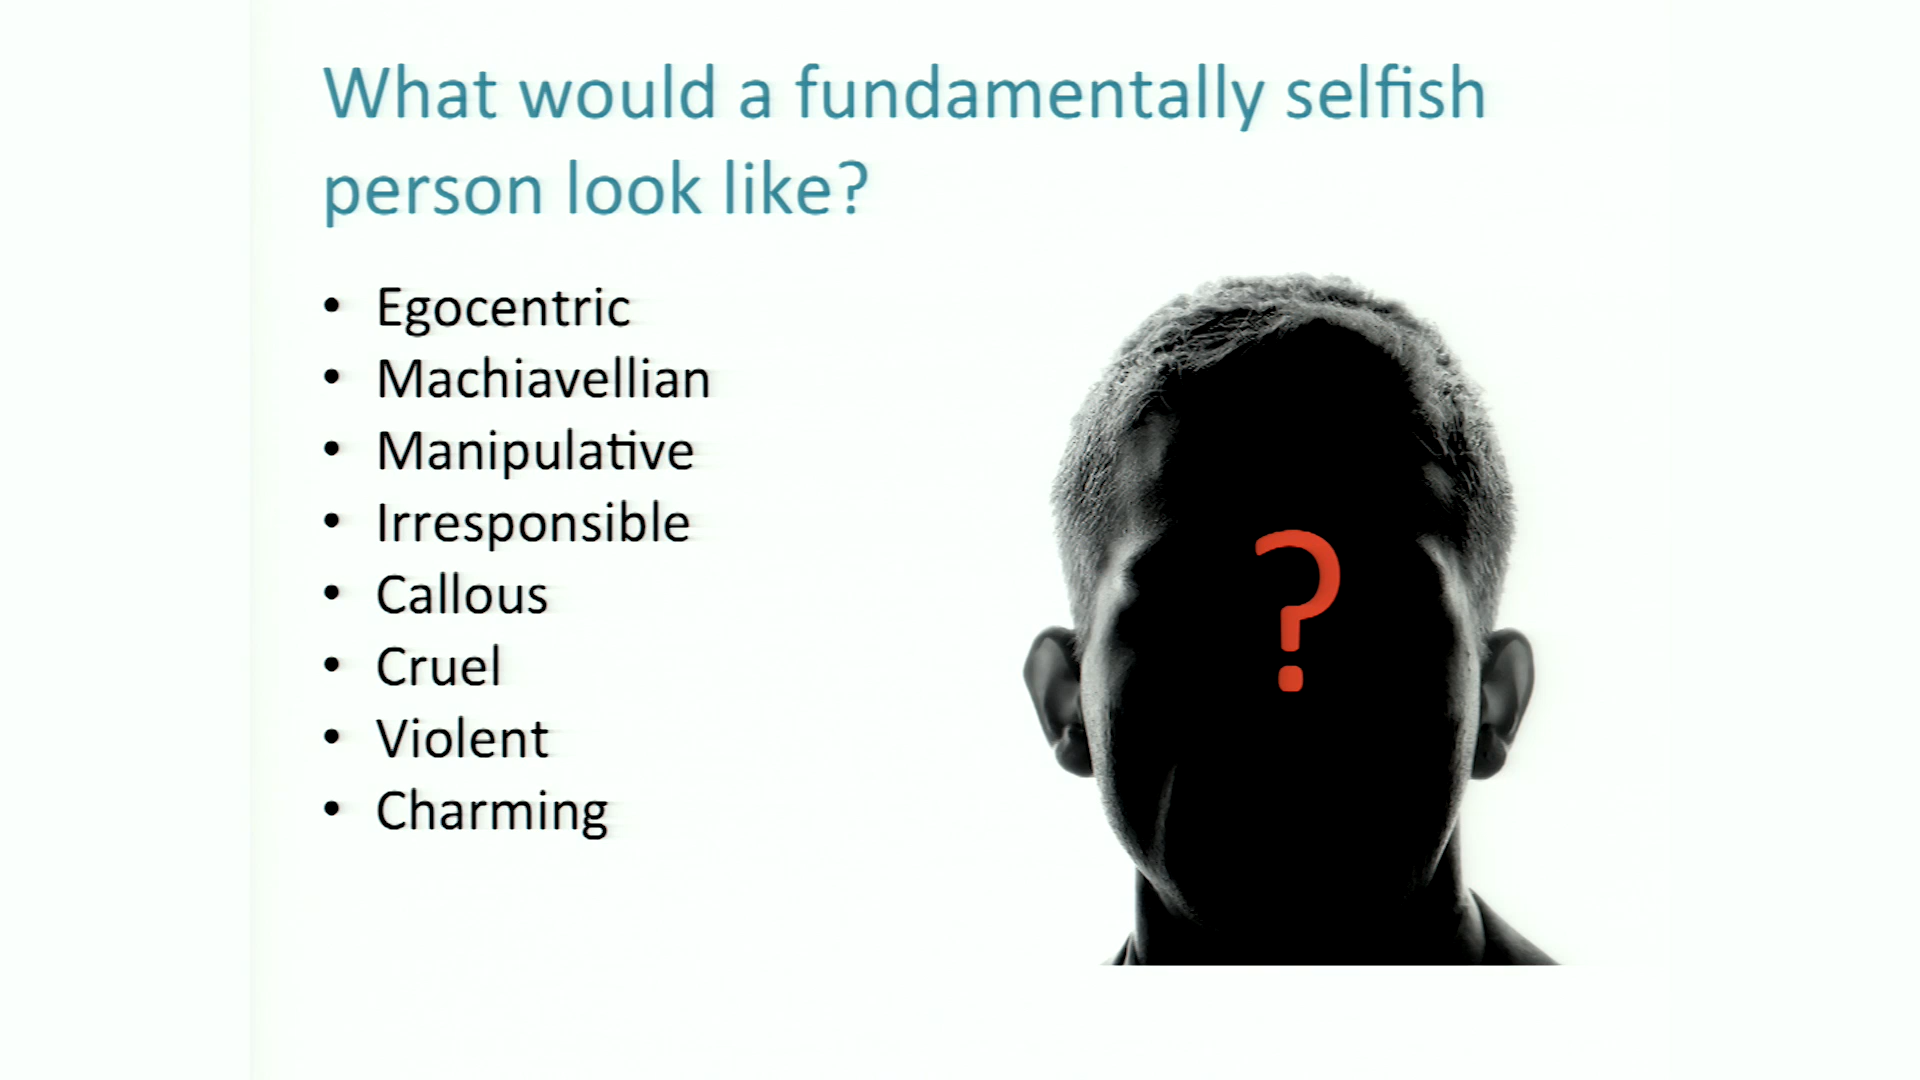 What would a fundamentally selfish
person look like?
• Egocentric
• Machiavellian
• Manipulative
• Irresponsible
• Callous
• Cruel
• Violent
• Charming
?